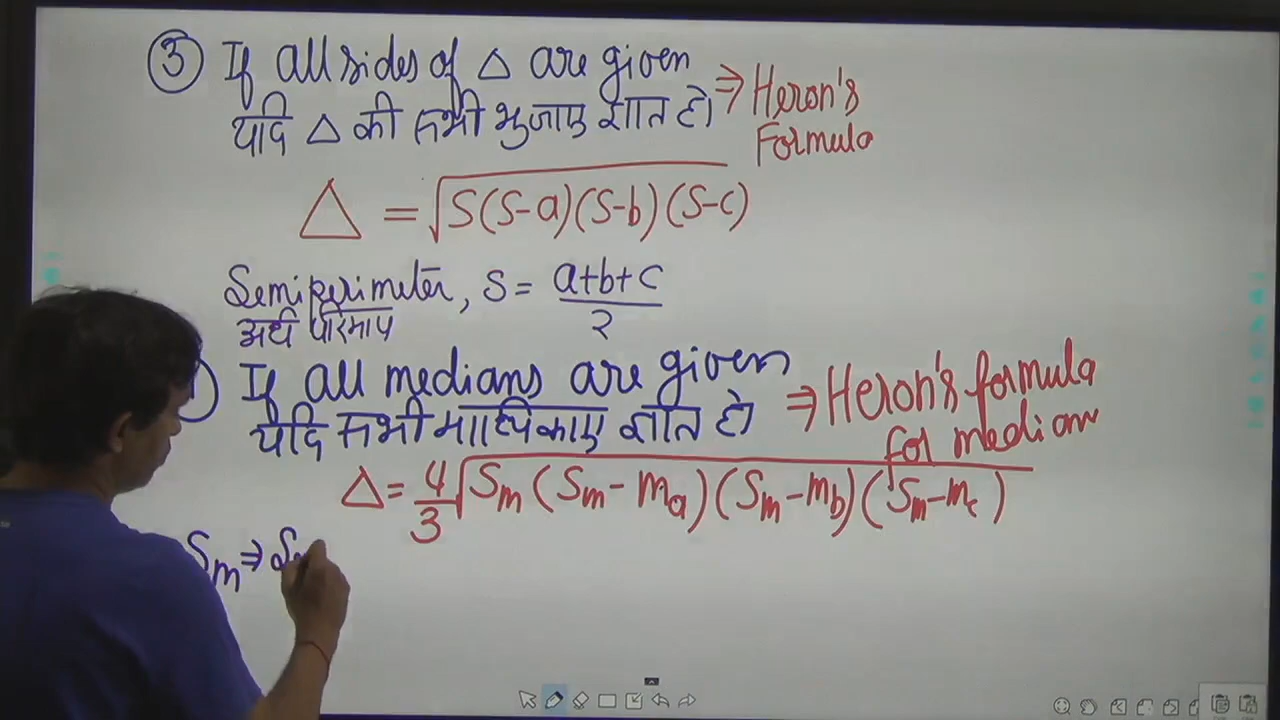 ③ If all sides of △ are given ⇒ Heron's
यदि △ की सभी भुजाए ज्ञात हो। Formula
△ = √S(S-a)(S-b)(S-c)
Semiperimeter, S = a+b+c/2
अर्ध परिमाप
If all medians are given ⇒ Heron's formula
यदि सभी माध्यिकाए ज्ञात हो for median
△ = 4/3 √Sm (Sm - ma) (Sm - mb) (Sm - mc)
Sm ⇒